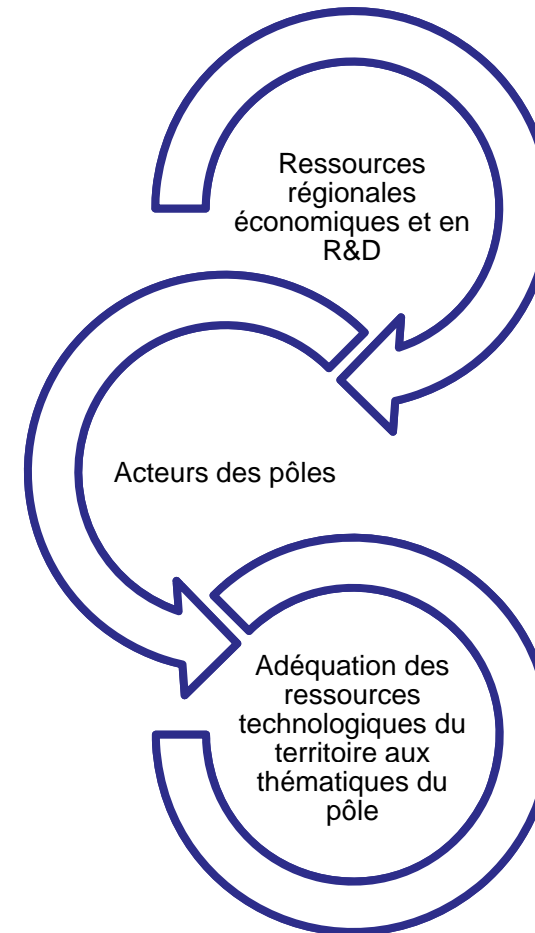 Ressources
régionales
économiques et en
R&D
Acteurs des pôles
Adéquation des
ressources
technologiques du
territoire aux
thématiques du
pôle